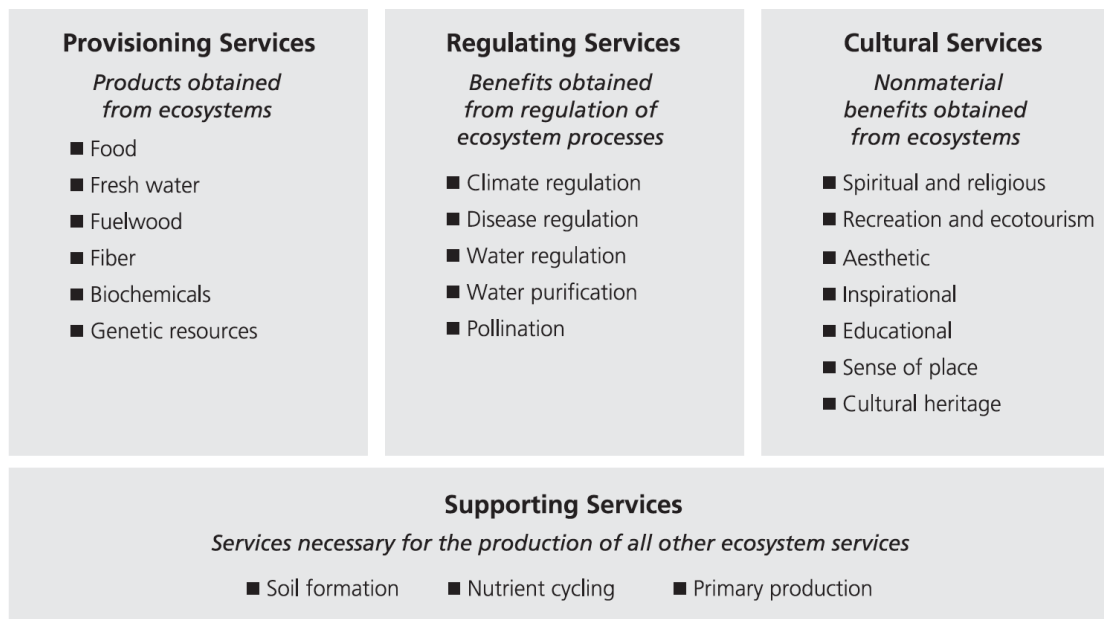 Provisioning Services
Products obtained
from ecosystems
■ Food
■ Fresh water
■ Fuelwood
■ Fiber
■ Biochemicals
■ Genetic resources
Regulating Services
Benefits obtained
from regulation of
ecosystem processes
■ Climate regulation
■ Disease regulation
■ Water regulation
■ Water purification
■ Pollination
Cultural Services
Nonmaterial
benefits obtained
from ecosystems
■ Spiritual and religious
■ Recreation and ecotourism
■ Aesthetic
■ Inspirational
■ Educational
■ Sense of place
■ Cultural heritage
Supporting Services
Services necessary for the production of all other ecosystem services
■ Soil formation ■ Nutrient cycling ■ Primary production